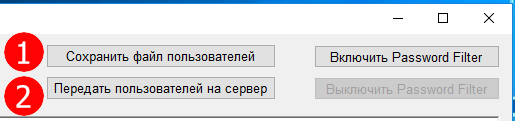 1 Сохранить файл пользователей Включить Password Filter
2 Передать пользователей на сервер Выключить Password Filter